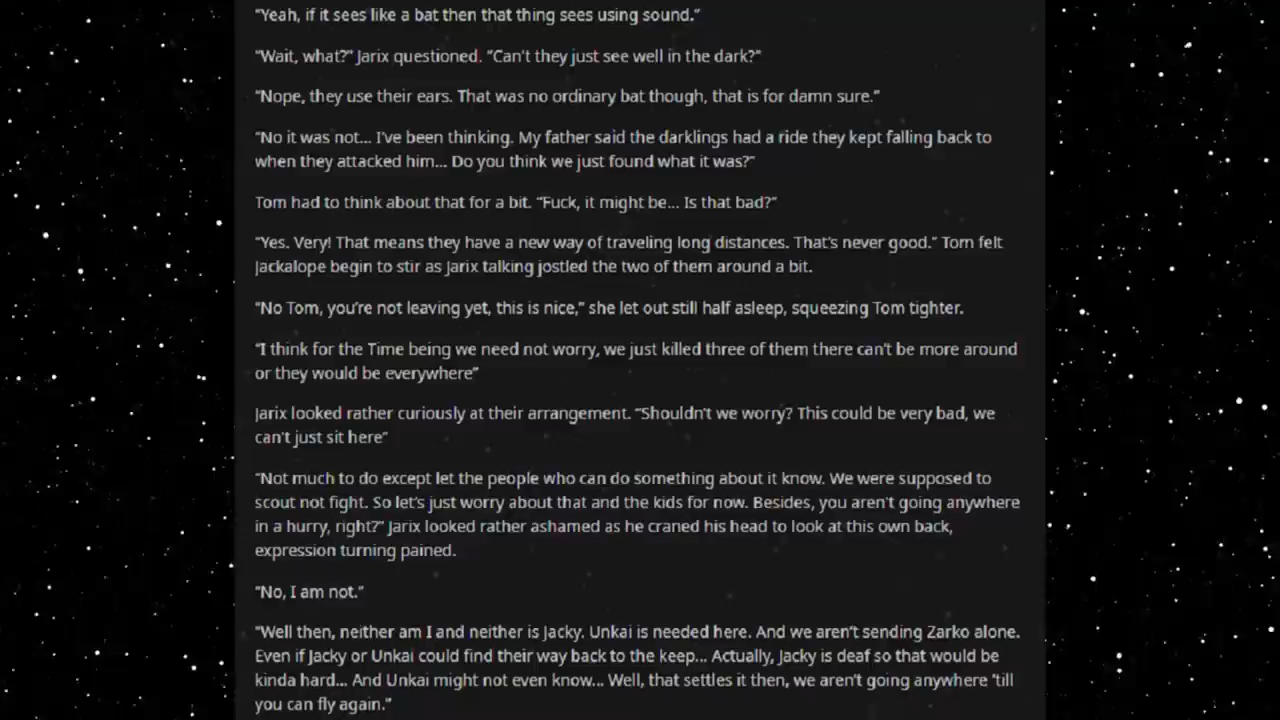 “Yeah, if it sees like a bat then that thing sees using sound.”
“Wait, what?” Jarix questioned. “Can’t they just see well in the dark?”
“Nope, they use their ears. That was no ordinary bat though, that is for damn sure.”
“No it was not... I’ve been thinking. My father said the darklings had a ride they kept falling back to
when they attacked him... Do you think we just found what it was?”
Tom had to think about that for a bit. “Fuck, it might be... Is that bad?”
“Yes. Very! That means they have a new way of traveling long distances. That’s never good.” Tom felt
Jackalope begin to stir as Jarix talking jostled the two of them around a bit.
“No Tom, you’re not leaving yet, this is nice,” she let out still half asleep, squeezing Tom tighter.
“I think for the Time being we need not worry, we just killed three of them there can’t be more around
or they would be everywhere”
Jarix looked rather curiously at their arrangement. “Shouldn’t we worry? This could be very bad, we
can’t just sit here”
“Not much to do except let the people who can do something about it know. We were supposed to
scout not fight. So let’s just worry about that and the kids for now. Besides, you aren’t going anywhere
in a hurry, right?” Jarix looked rather ashamed as he craned his head to look at this own back,
expression turning pained.
“No, I am not.”
“Well then, neither am I and neither is Jacky. Unkai is needed here. And we aren’t sending Zarko alone.
Even if Jacky or Unkai could find their way back to the keep... Actually, Jacky is deaf so that would be
kinda hard... And Unkai might not even know... Well, that settles it then, we aren’t going anywhere ’till
you can fly again.”